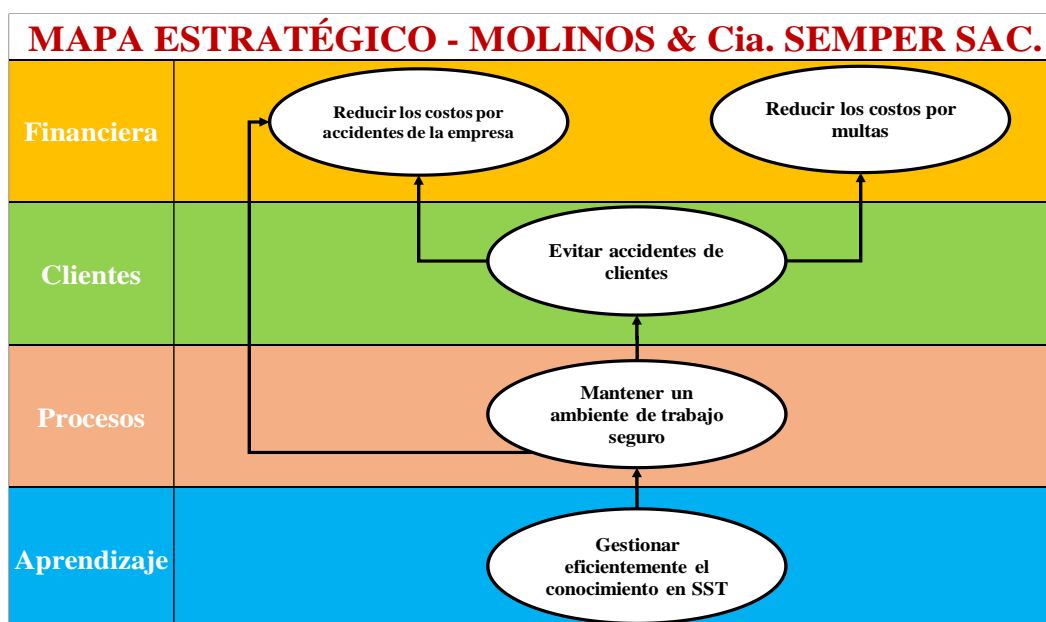 MAPA ESTRATÉGICO - MOLINOS & Cia. SEMPER SAC.
Financiera
Reducir los costos por
accidentes de la empresa
Reducir los costos por
multas
Clientes
Evitar accidentes de
clientes
Procesos
Mantener un
ambiente de trabajo
seguro
Aprendizaje
Gestionar
eficientemente el
conocimiento en SST